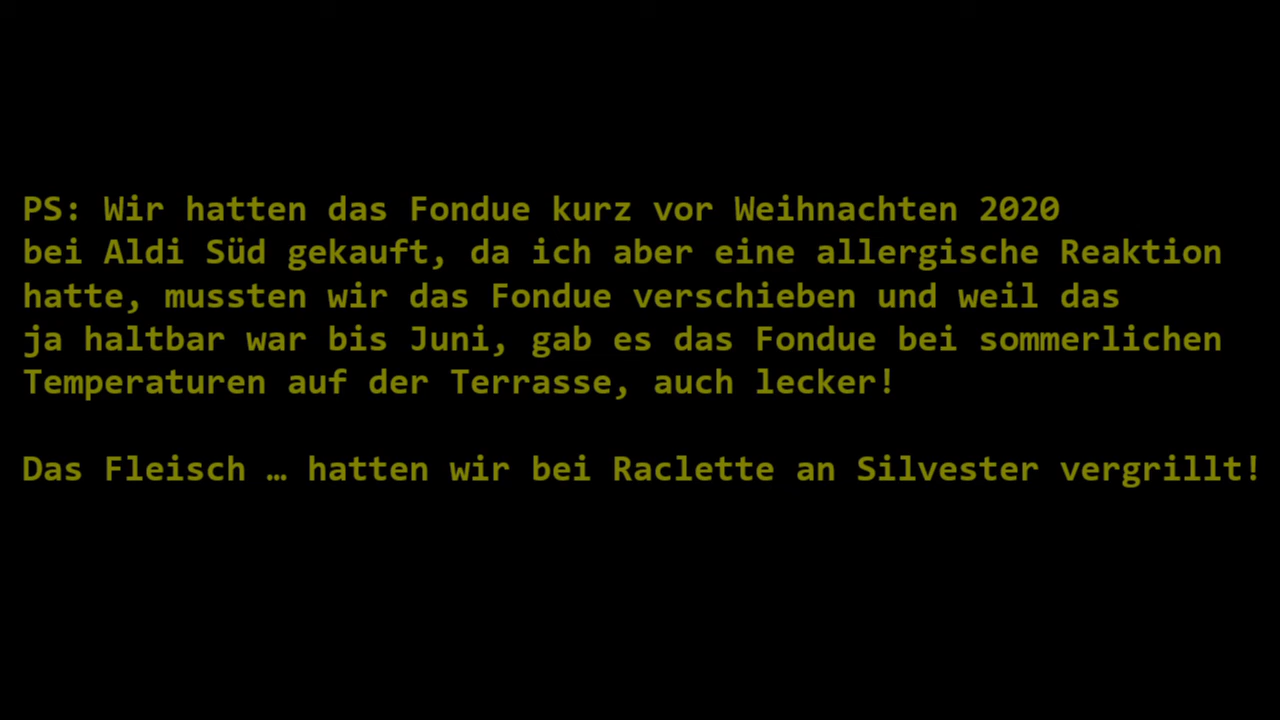 PS: Wir hatten das Fondue kurz vor Weihnachten 2020
bei Aldi Süd gekauft, da ich aber eine allergische Reaktion
hatte, mussten wir das Fondue verschieben und weil das
ja haltbar war bis Juni, gab es das Fondue bei sommerlichen
Temperaturen auf der Terrasse, auch lecker!
Das Fleisch … hatten wir bei Raclette an Silvester vergrillt!